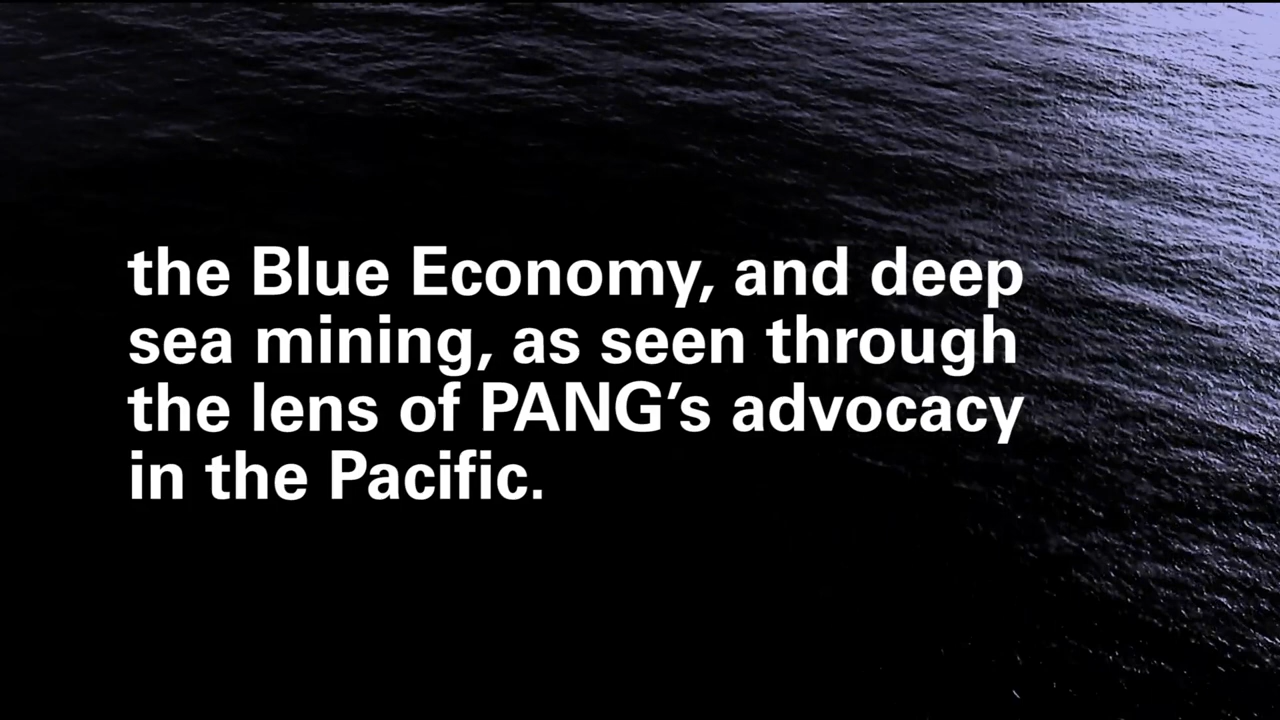 the Blue Economy, and deep
sea mining, as seen through
the lens of PANG’s advocacy
in the Pacific.